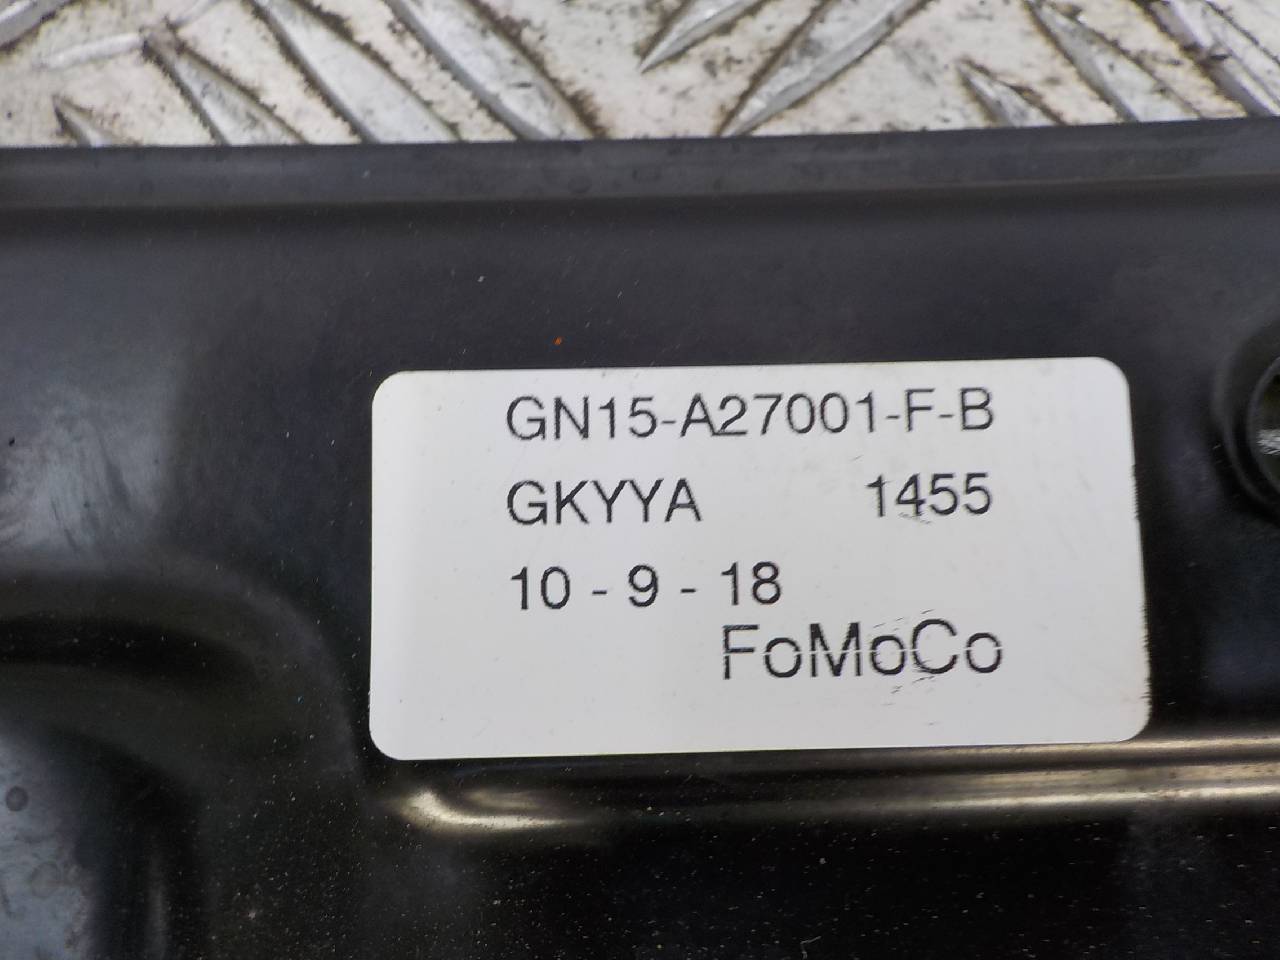 GN15-A27001-F-B
GKYYA 1455
10 - 9 - 18
FoMoCo